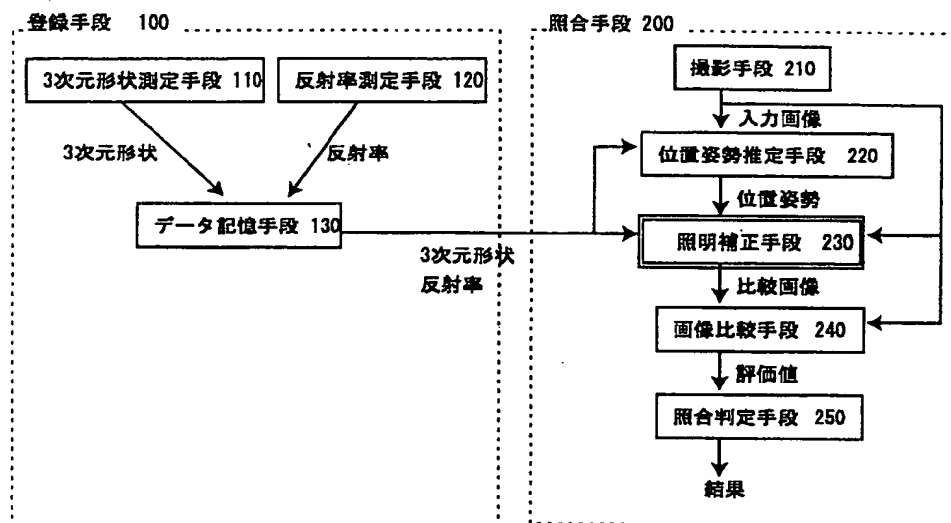 登録手段 100
3次元形状測定手段 110
反射率測定手段 120
3次元形状
反射率
データ記憶手段 130
3次元形状
反射率
照合手段 200
撮影手段 210
入力画像
位置姿勢推定手段 220
位置姿勢
照明補正手段 230
比較画像
画像比較手段 240
評価値
照合判定手段 250
結果